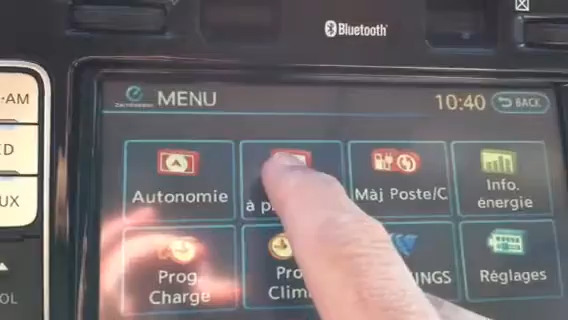 Bluetooth
-AM
MENU
10:40
BACK
Autonomie
à p
Màj Poste/C
Info.
énergie
UX
Prog
Charge
Pro
Clim
NGS
Réglages
OL